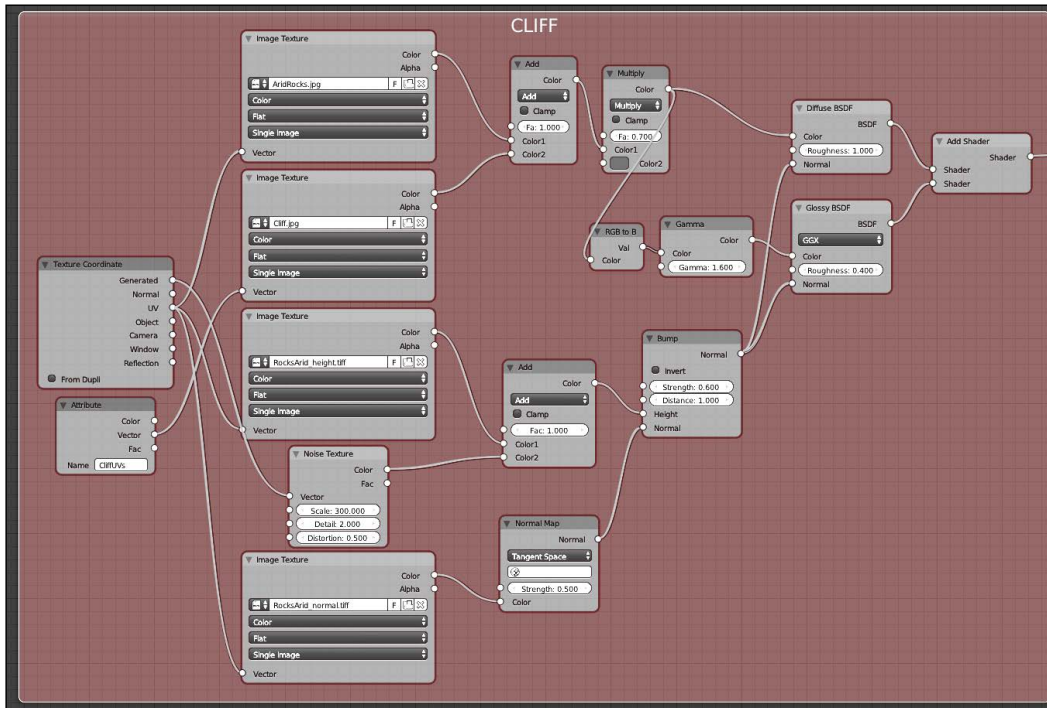 CLIFF
Image Texture
Color
Alpha
AridRocks.jpg F
Color
Flat
Single Image
Vector
Add
Color
Add
Clamp
Fa: 1.000
Color1
Color2
Multiply
Color
Multiply
Clamp
Fa: 0.700
Color1
Color2
Diffuse BSDF
BSDF
Color
Roughness: 1.000
Normal
Add Shader
Shader
Shader
Shader
Image Texture
Color
Alpha
Cliff.jpg F
Color
Flat
Single Image
Vector
RGB to B
Val
Color
Gamma
Color
Color
Gamma: 1.600
Glossy BSDF
BSDF
GGX
Color
Roughness: 0.400
Normal
Texture Coordinate
Generated
Normal
UV
Object
Camera
Window
Reflection
From Dupli
Attribute
Color
Vector
Fac
Name CliffUVs
Image Texture
Color
Alpha
RocksArid_height.tiff F
Color
Flat
Single Image
Vector
Add
Color
Add
Clamp
Fac: 1.000
Color1
Color2
Bump
Normal
Invert
Strength: 0.600
Distance: 1.000
Height
Normal
Noise Texture
Color
Fac
Vector
Scale: 300.000
Detail: 2.000
Distortion: 0.500
Normal Map
Normal
Tangent Space
Strength: 0.500
Color
Image Texture
Color
Alpha
RocksArid_normal.tiff F
Color
Flat
Single Image
Vector